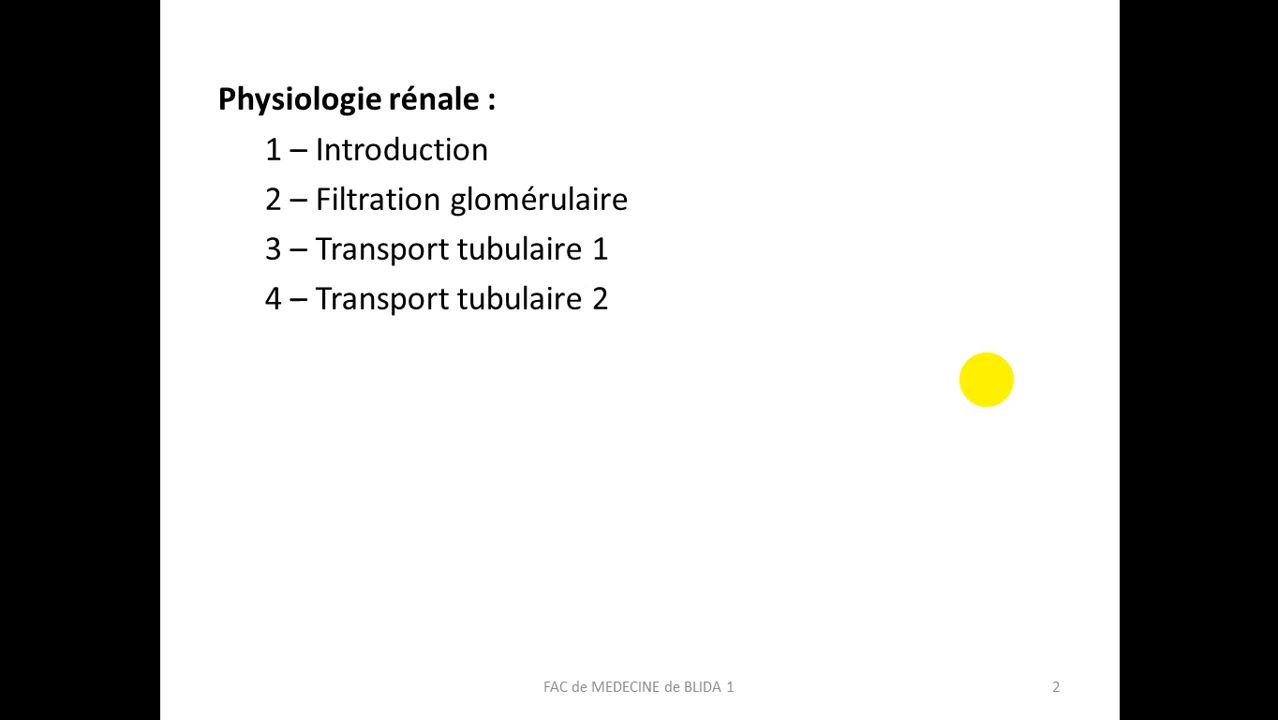 Physiologie rénale :
1 – Introduction
2 – Filtration glomérulaire
3 – Transport tubulaire 1
4 – Transport tubulaire 2
FAC de MEDECINE de BLIDA 1
2